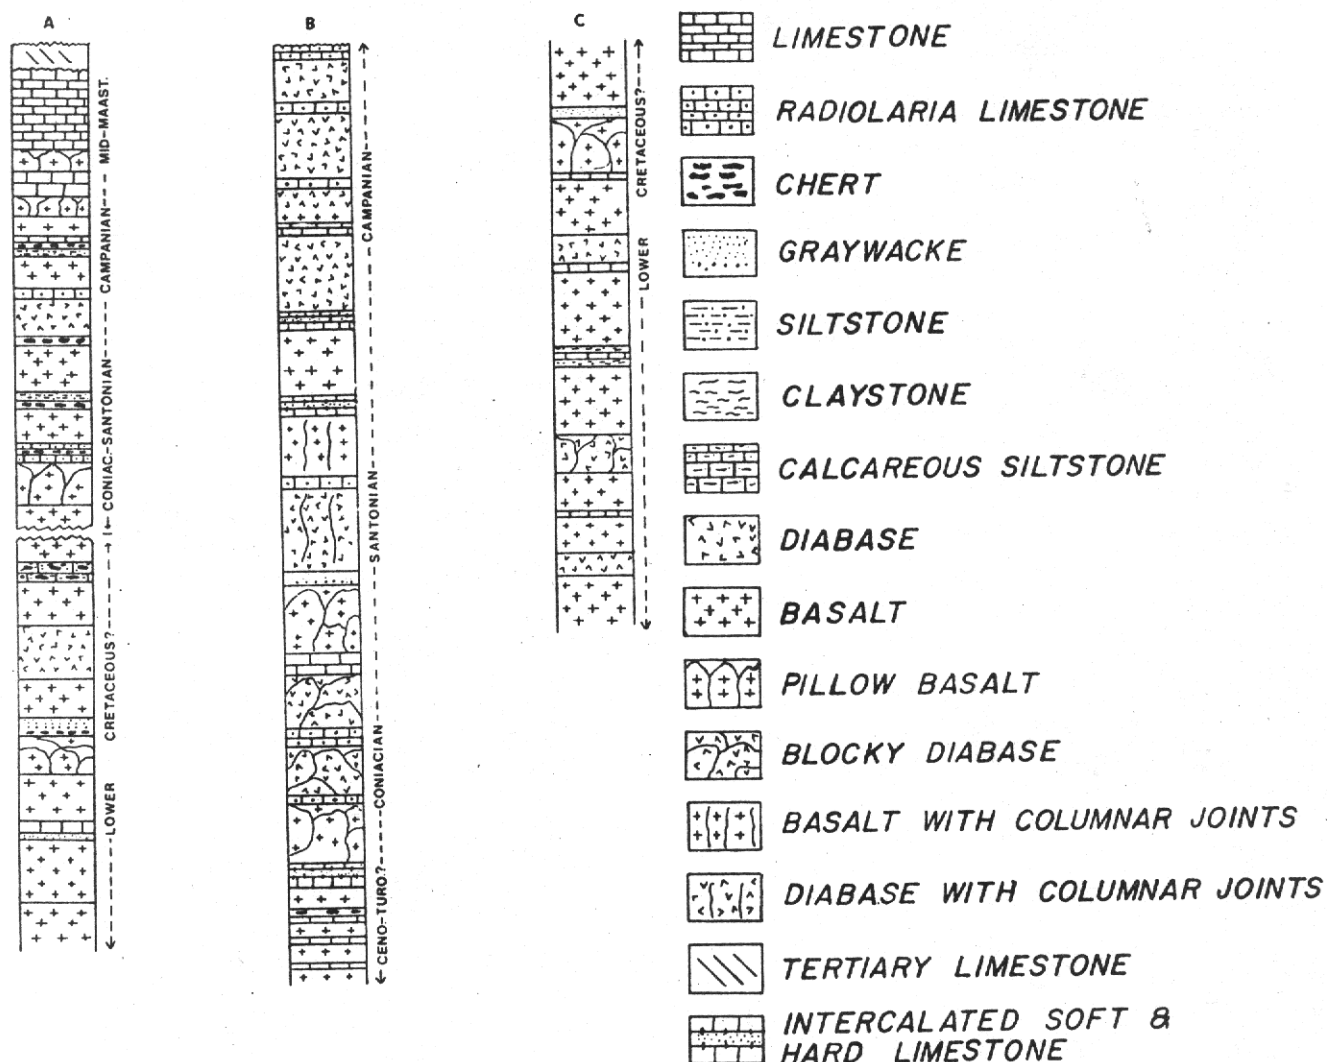 A
B
C
MID-MAAST.
CAMPANIAN
CONIAC.-SANTONIAN
CRETACEOUS?
LOWER
CAMPANIAN
SANTONIAN
CONIACIAN
CENO-TURO.?
CRETACEOUS?
LOWER
LIMESTONE
RADIOLARIA LIMESTONE
CHERT
GRAYWACKE
SILTSTONE
CLAYSTONE
CALCAREOUS SILTSTONE
DIABASE
BASALT
PILLOW BASALT
BLOCKY DIABASE
BASALT WITH COLUMNAR JOINTS
DIABASE WITH COLUMNAR JOINTS
TERTIARY LIMESTONE
INTERCALATED SOFT &
HARD LIMESTONE